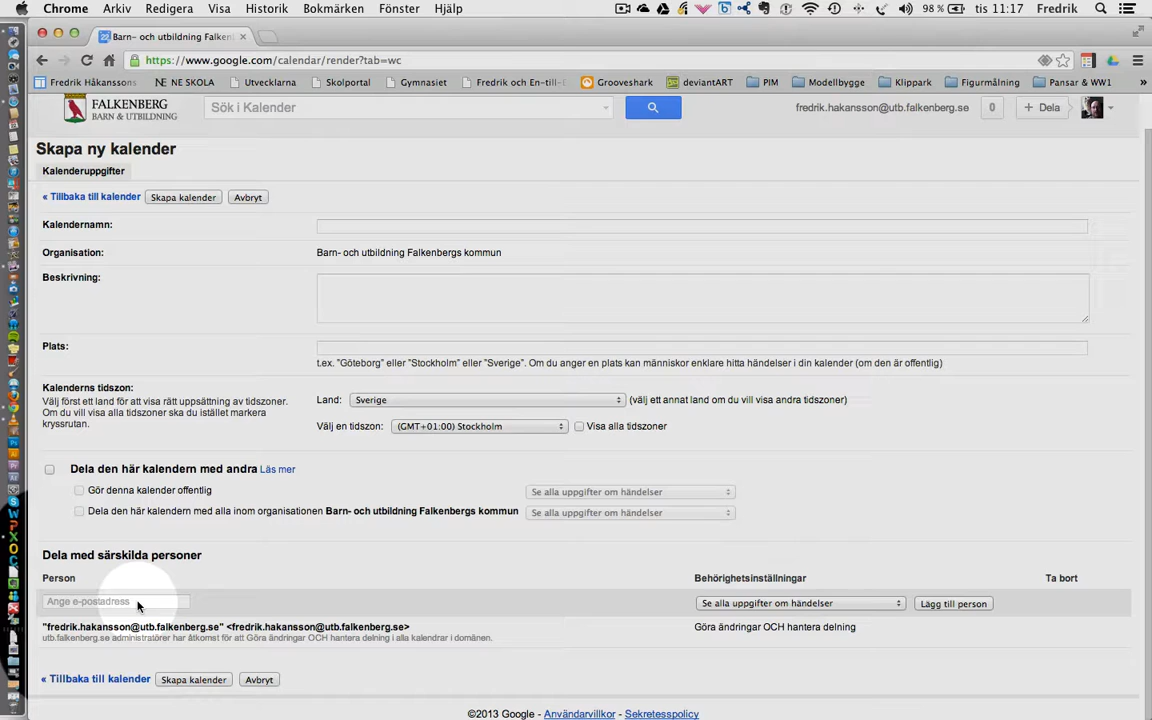 Chrome Arkiv Redigera Visa Historik Bokmärken Fönster Hjälp 98 % tis 11:17 Fredrik
Barn- och utbildning Falken
https://www.google.com/calendar/render?tab=wc
Fredrik Håkanssons NE SKOLA Utvecklarna Skolportal Gymnasiet Fredrik och En-till- Grooveshark deviantART PIM Modellbygge Klippark Figurmålning Pansar & WW1
FALKENBERG
BARN & UTBILDNING
Sök i Kalender
fredrik.hakansson@utb.falkenberg.se 0 + Dela
Skapa ny kalender
Kalenderuppgifter
« Tillbaka till kalender Skapa kalender Avbryt
Kalendernamn:
Organisation: Barn- och utbildning Falkenbergs kommun
Beskrivning:
Plats:
t.ex. "Göteborg" eller "Stockholm" eller "Sverige". Om du anger en plats kan människor enklare hitta händelser i din kalender (om den är offentlig)
Kalenderns tidszon:
Välj först ett land för att visa rätt uppsättning av tidszoner.
Om du vill visa alla tidszoner ska du istället markera
kryssrutan.
Land: Sverige (välj ett annat land om du vill visa andra tidszoner)
Välj en tidszon: (GMT+01:00) Stockholm Visa alla tidszoner
Dela den här kalendern med andra Läs mer
Gör denna kalender offentlig Se alla uppgifter om händelser
Dela den här kalendern med alla inom organisationen Barn- och utbildning Falkenbergs kommun Se alla uppgifter om händelser
Dela med särskilda personer
Person Behörighetsinställningar Ta bort
Ange e-postadress Se alla uppgifter om händelser Lägg till person
"fredrik.hakansson@utb.falkenberg.se" <fredrik.hakansson@utb.falkenberg.se> Göra ändringar OCH hantera delning
utb.falkenberg.se administratörer har åtkomst för att Göra ändringar OCH hantera delning i alla kalendrar i domänen.
« Tillbaka till kalender Skapa kalender Avbryt
©2013 Google - Användarvillkor - Sekretesspolicy